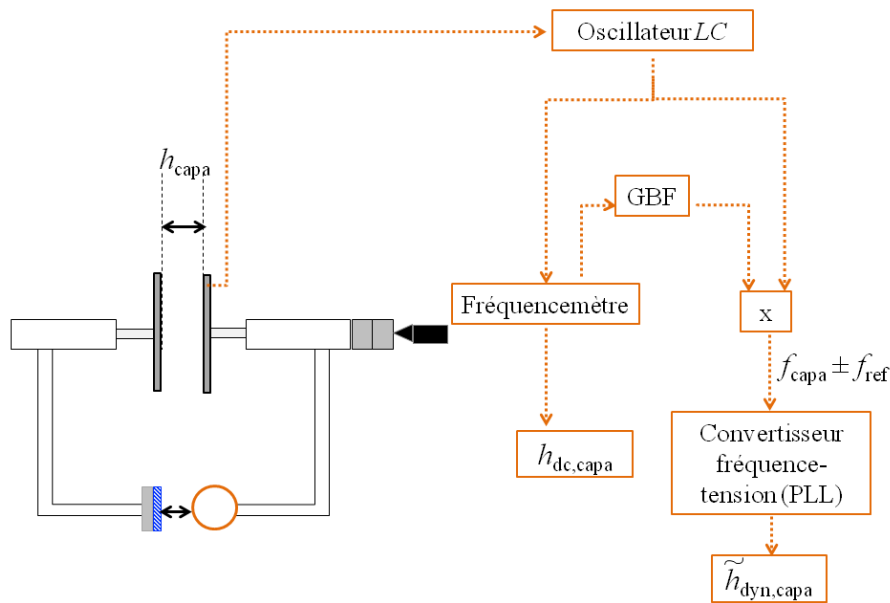 Oscillateur LC
h_capa
GBF
Fréquencemètre
x
f_capa ± f_ref
h_dc,capa
Convertisseur
fréquence-
tension (PLL)
h̃_dyn,capa